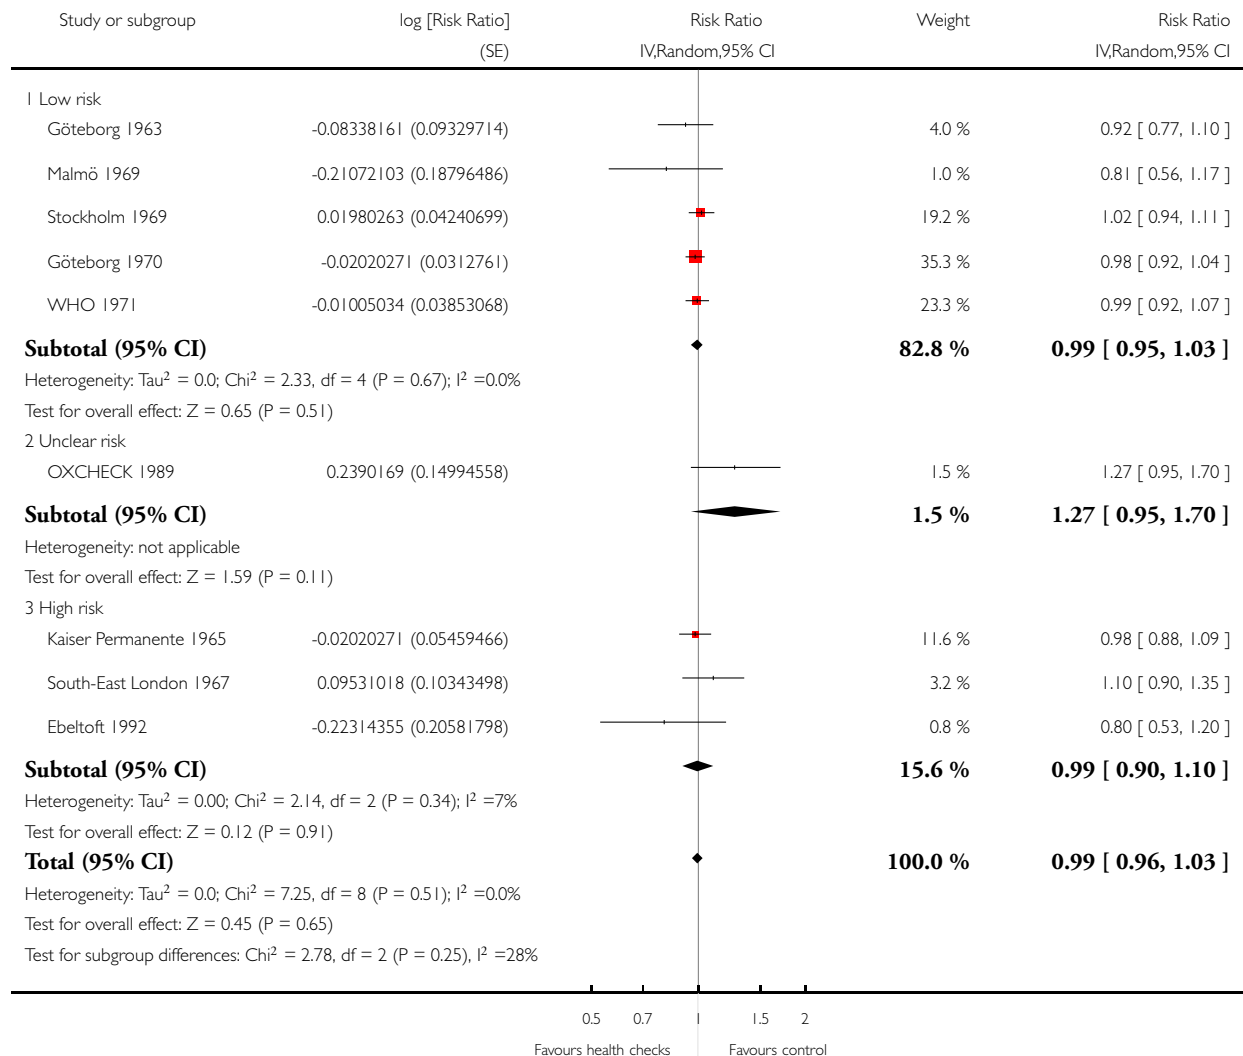 Study or subgroup log [Risk Ratio] Risk Ratio Weight Risk Ratio
(SE) IV,Random,95% CI IV,Random,95% CI
1 Low risk
Göteborg 1963 -0.08338161 (0.09329714) 4.0 % 0.92 [ 0.77, 1.10 ]
Malmö 1969 -0.21072103 (0.18796486) 1.0 % 0.81 [ 0.56, 1.17 ]
Stockholm 1969 0.01980263 (0.04240699) 19.2 % 1.02 [ 0.94, 1.11 ]
Göteborg 1970 -0.02020271 (0.0312761) 35.3 % 0.98 [ 0.92, 1.04 ]
WHO 1971 -0.01005034 (0.03853068) 23.3 % 0.99 [ 0.92, 1.07 ]
Subtotal (95% CI) 82.8 % 0.99 [ 0.95, 1.03 ]
Heterogeneity: Tau² = 0.0; Chi² = 2.33, df = 4 (P = 0.67); I² =0.0%
Test for overall effect: Z = 0.65 (P = 0.51)
2 Unclear risk
OXCHECK 1989 0.2390169 (0.14994558) 1.5 % 1.27 [ 0.95, 1.70 ]
Subtotal (95% CI) 1.5 % 1.27 [ 0.95, 1.70 ]
Heterogeneity: not applicable
Test for overall effect: Z = 1.59 (P = 0.11)
3 High risk
Kaiser Permanente 1965 -0.02020271 (0.05459466) 11.6 % 0.98 [ 0.88, 1.09 ]
South-East London 1967 0.09531018 (0.10343498) 3.2 % 1.10 [ 0.90, 1.35 ]
Ebeltoft 1992 -0.22314355 (0.20581798) 0.8 % 0.80 [ 0.53, 1.20 ]
Subtotal (95% CI) 15.6 % 0.99 [ 0.90, 1.10 ]
Heterogeneity: Tau² = 0.00; Chi² = 2.14, df = 2 (P = 0.34); I² =7%
Test for overall effect: Z = 0.12 (P = 0.91)
Total (95% CI) 100.0 % 0.99 [ 0.96, 1.03 ]
Heterogeneity: Tau² = 0.0; Chi² = 7.25, df = 8 (P = 0.51); I² =0.0%
Test for overall effect: Z = 0.45 (P = 0.65)
Test for subgroup differences: Chi² = 2.78, df = 2 (P = 0.25), I² =28%
0.5 0.7 1 1.5 2
Favours health checks Favours control